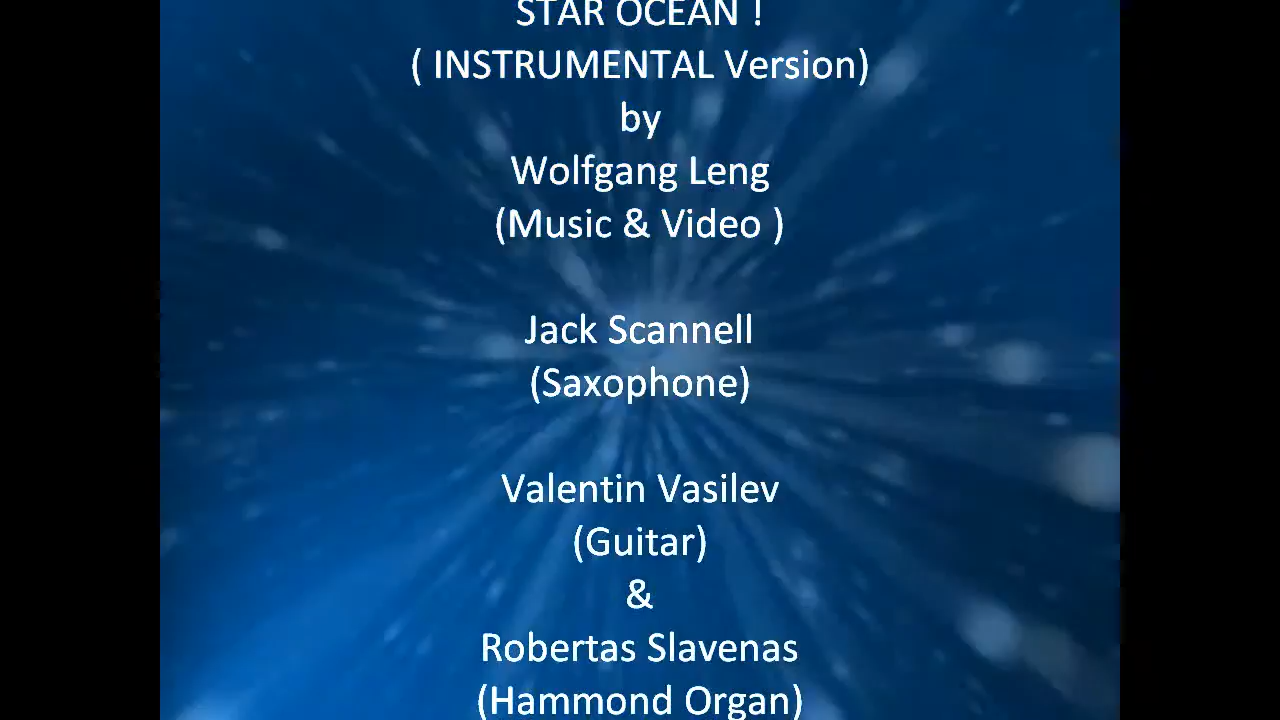 STAR OCEAN !
( INSTRUMENTAL Version)
by
Wolfgang Leng
(Music & Video )
Jack Scannell
(Saxophone)
Valentin Vasilev
(Guitar)
&
Robertas Slavenas
(Hammond Organ)